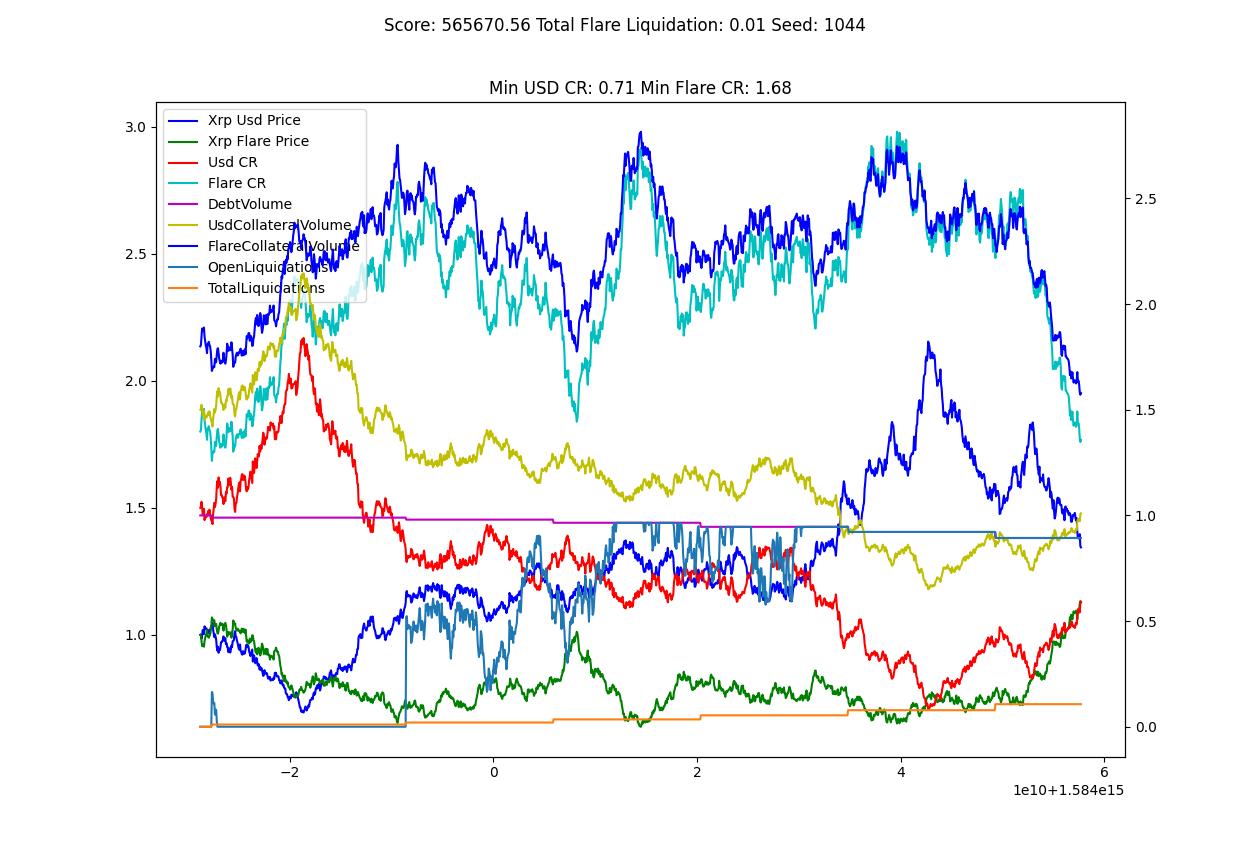 Score: 565670.56 Total Flare Liquidation: 0.01 Seed: 1044
Min USD CR: 0.71 Min Flare CR: 1.68
Xrp Usd Price
Xrp Flare Price
Usd CR
Flare CR
DebtVolume
UsdCollateralVolume
FlareCollateralVolume
OpenLiquidations
TotalLiquidations
3.0
2.5
2.0
1.5
1.0
2.5
2.0
1.5
1.0
0.5
0.0
−2 0 2 4 6
1e10+1.584e15